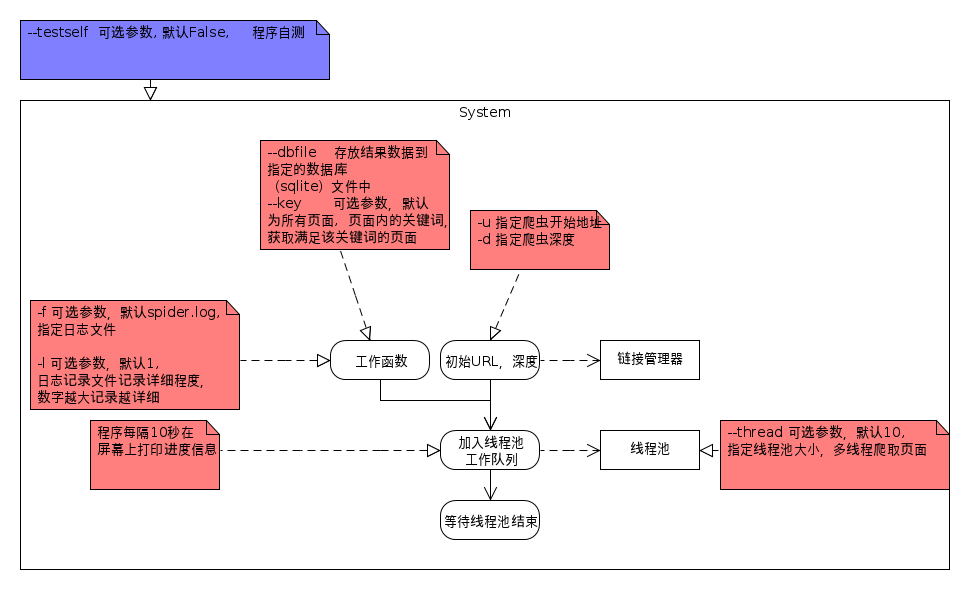 --testself 可选参数, 默认False, 程序自测
System
--dbfile 存放结果数据到
指定的数据库
（sqlite）文件中
--key 可选参数，默认
为所有页面，页面内的关键词,
获取满足该关键词的页面
-u 指定爬虫开始地址
-d 指定爬虫深度
-f 可选参数，默认spider.log,
指定日志文件
-l 可选参数，默认1,
日志记录文件记录详细程度,
数字越大记录越详细
工作函数
初始URL，深度
链接管理器
程序每隔10秒在
屏幕上打印进度信息
加入线程池
工作队列
线程池
--thread 可选参数，默认10,
指定线程池大小，多线程爬取页面
等待线程池结束